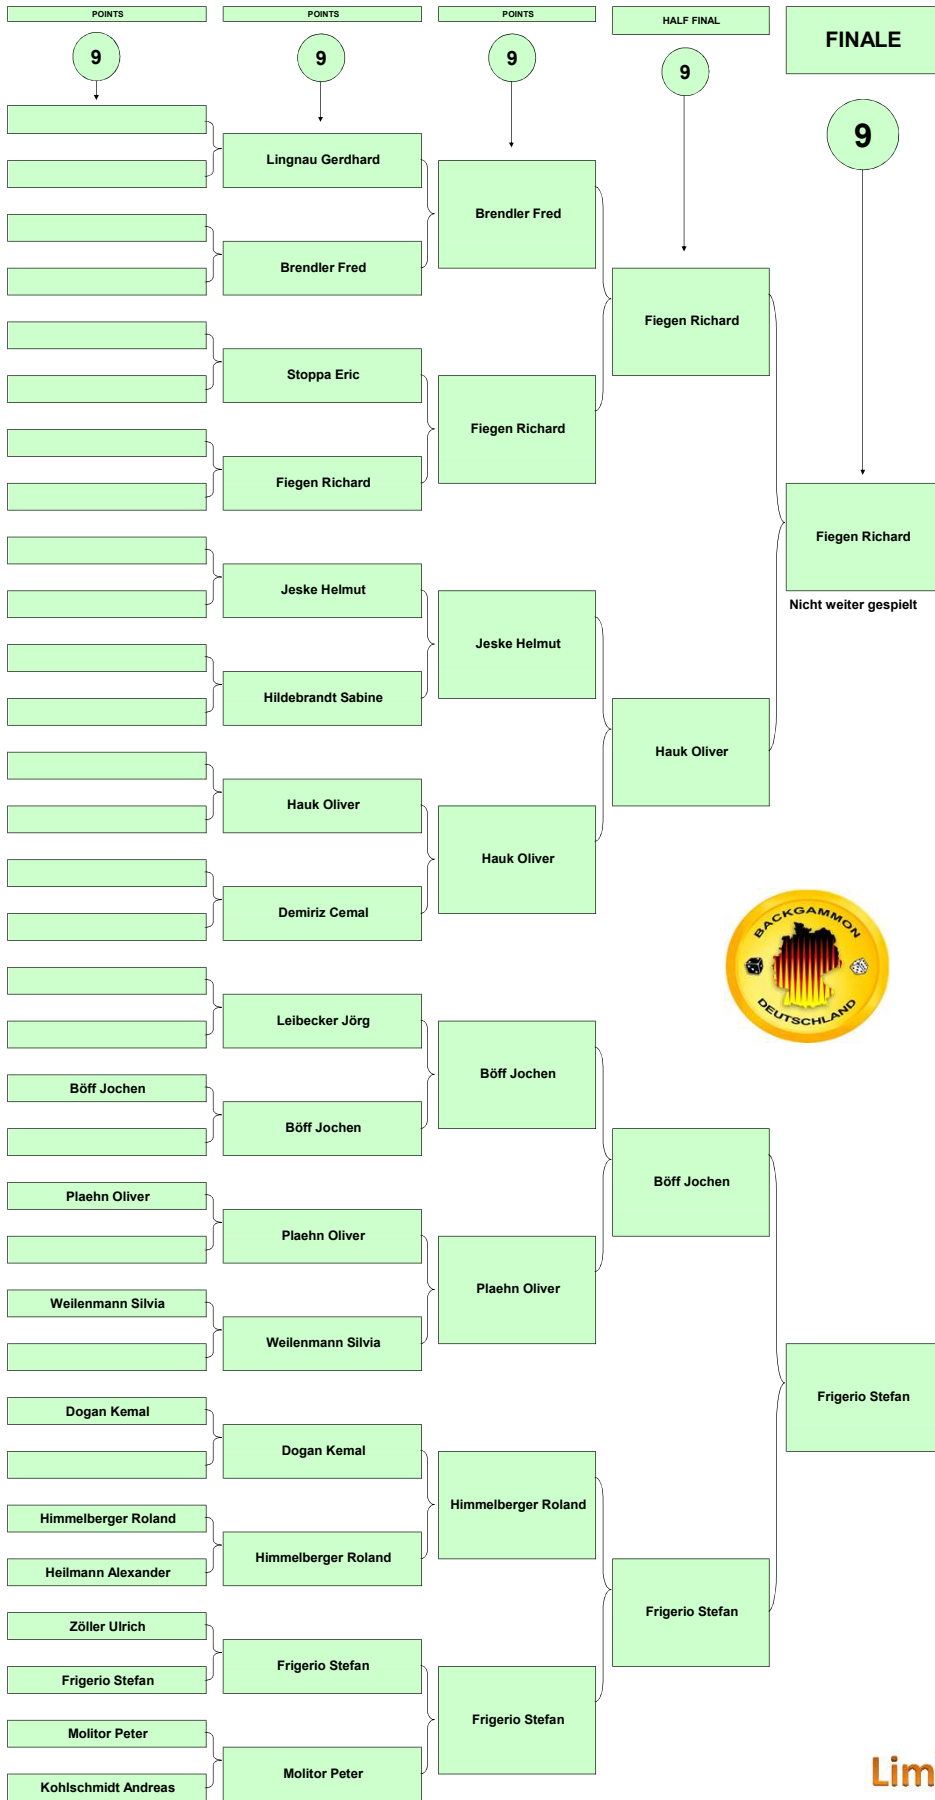 POINTS
POINTS
POINTS
HALF FINAL
FINALE
9
9
9
9
9
Lingnau Gerdhard
Brendler Fred
Stoppa Eric
Fiegen Richard
Jeske Helmut
Hildebrandt Sabine
Hauk Oliver
Demiriz Cemal
Leibecker Jörg
Böff Jochen
Böff Jochen
Plaehn Oliver
Plaehn Oliver
Weilenmann Silvia
Weilenmann Silvia
Dogan Kemal
Dogan Kemal
Himmelberger Roland
Heilmann Alexander
Himmelberger Roland
Zöller Ulrich
Frigerio Stefan
Frigerio Stefan
Molitor Peter
Kohlschmidt Andreas
Molitor Peter
Brendler Fred
Fiegen Richard
Jeske Helmut
Hauk Oliver
Böff Jochen
Plaehn Oliver
Himmelberger Roland
Frigerio Stefan
Fiegen Richard
Hauk Oliver
Böff Jochen
Frigerio Stefan
Fiegen Richard
Nicht weiter gespielt
Frigerio Stefan
BACKGAMMON
DEUTSCHLAND
Lim